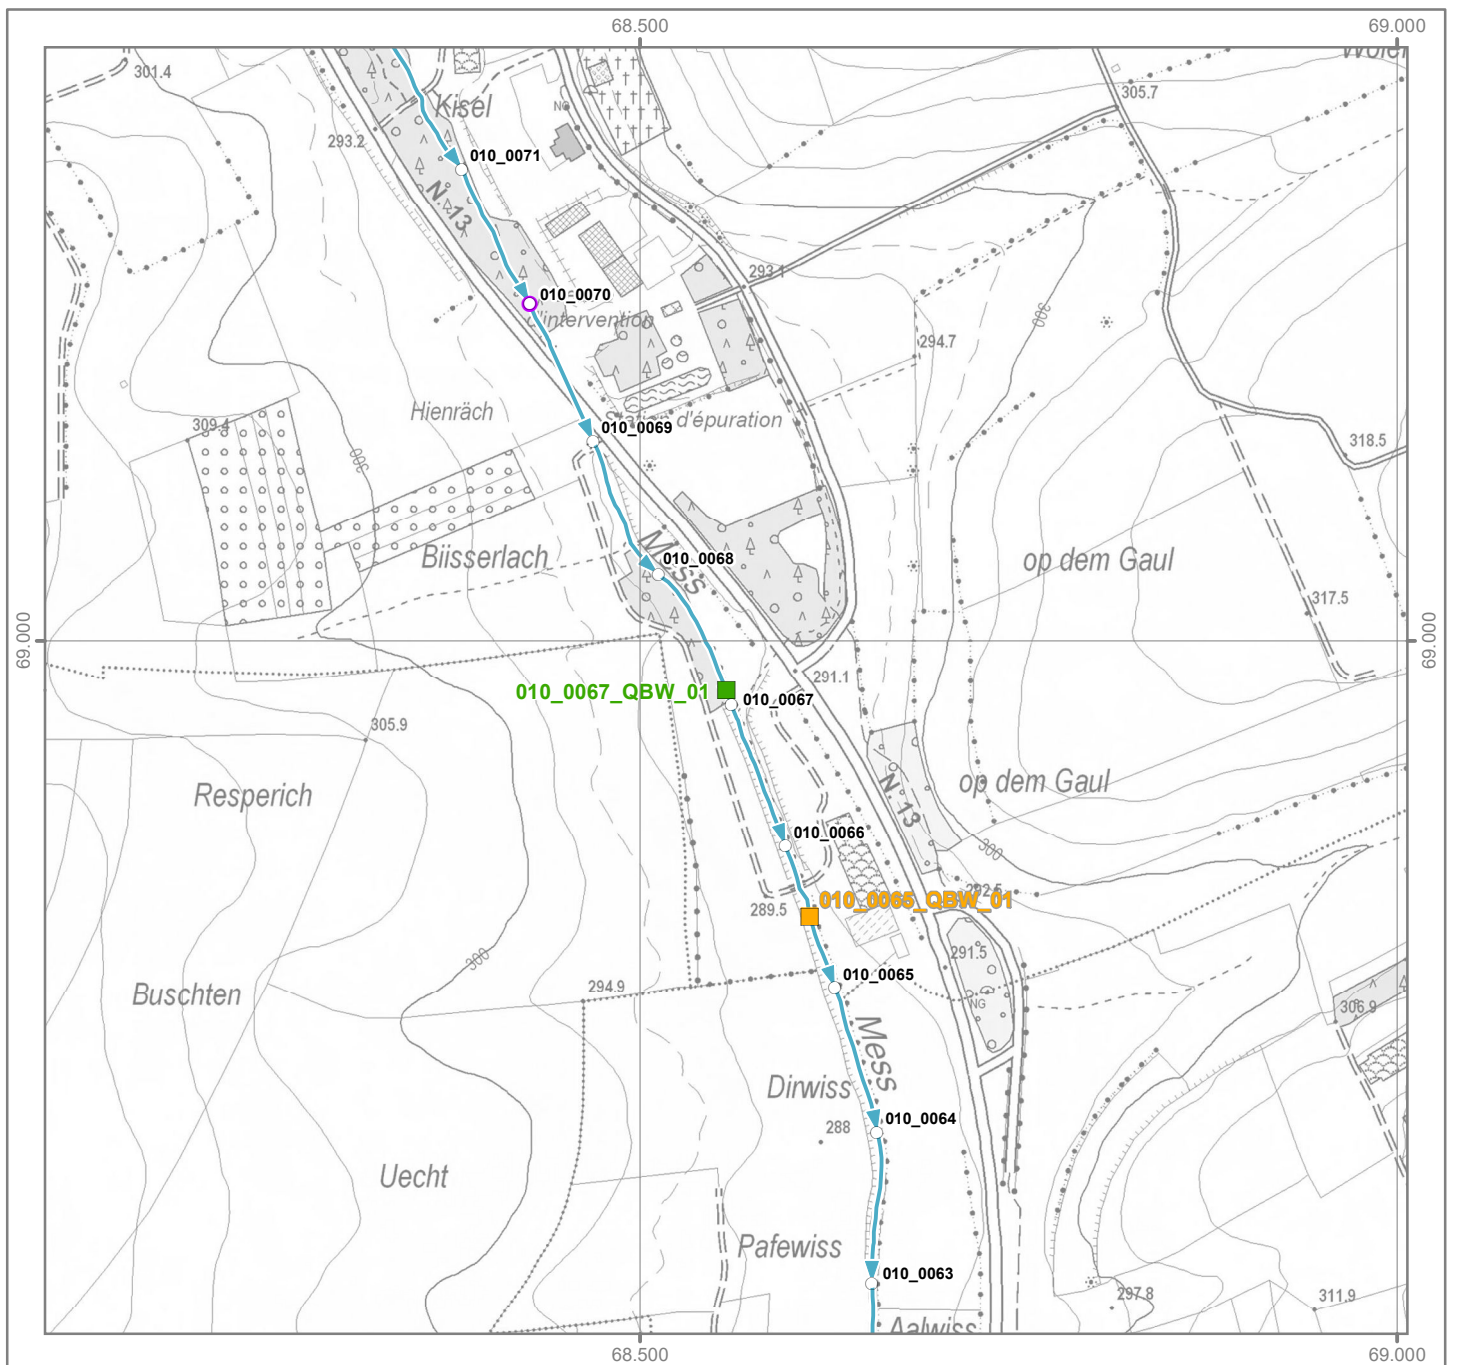 68.500
69.000
Woler
301.4
305.7
Kisel
NG
293.2
010_0071
N. 13
293.1
010_0070
d'intervention
300
294.7
Hienräch
Station d'épuration
309.4
010_0069
318.5
300
Biisserlach
Mess
010_0068
op dem Gaul
317.5
69.000
69.000
291.1
010_0067_QBW_01
010_0067
305.9
Resperich
op dem Gaul
N. 13
010_0066
300
292.5
010_0065_QBW_01
289.5
291.5
300
010_0065
294.9
Buschten
NG
306.9
Mess
Dirwiss
010_0064
288
Uecht
Pafewiss
010_0063
297.8
311.9
Aalwiss
68.500
69.000